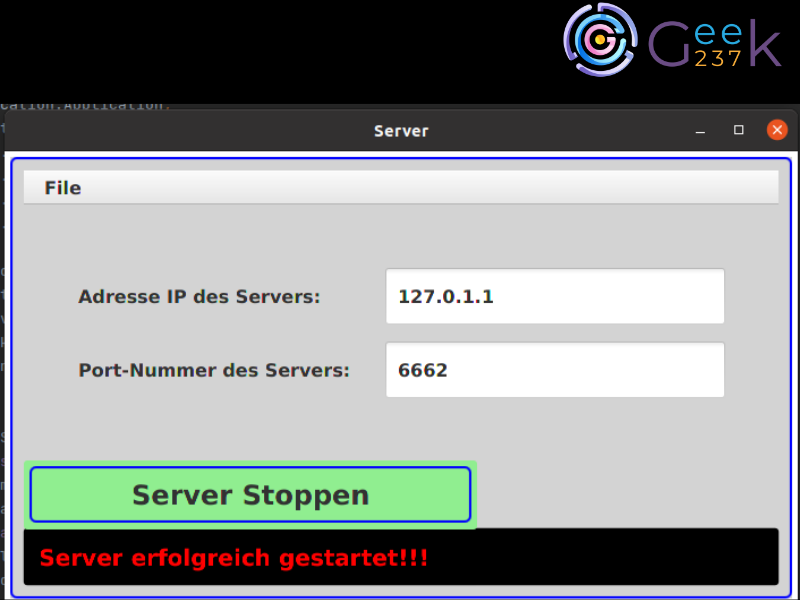 Geek
237
cation.Application;
Server
File
Adresse IP des Servers:
127.0.1.1
Port-Nummer des Servers:
6662
Server Stoppen
Server erfolgreich gestartet!!!